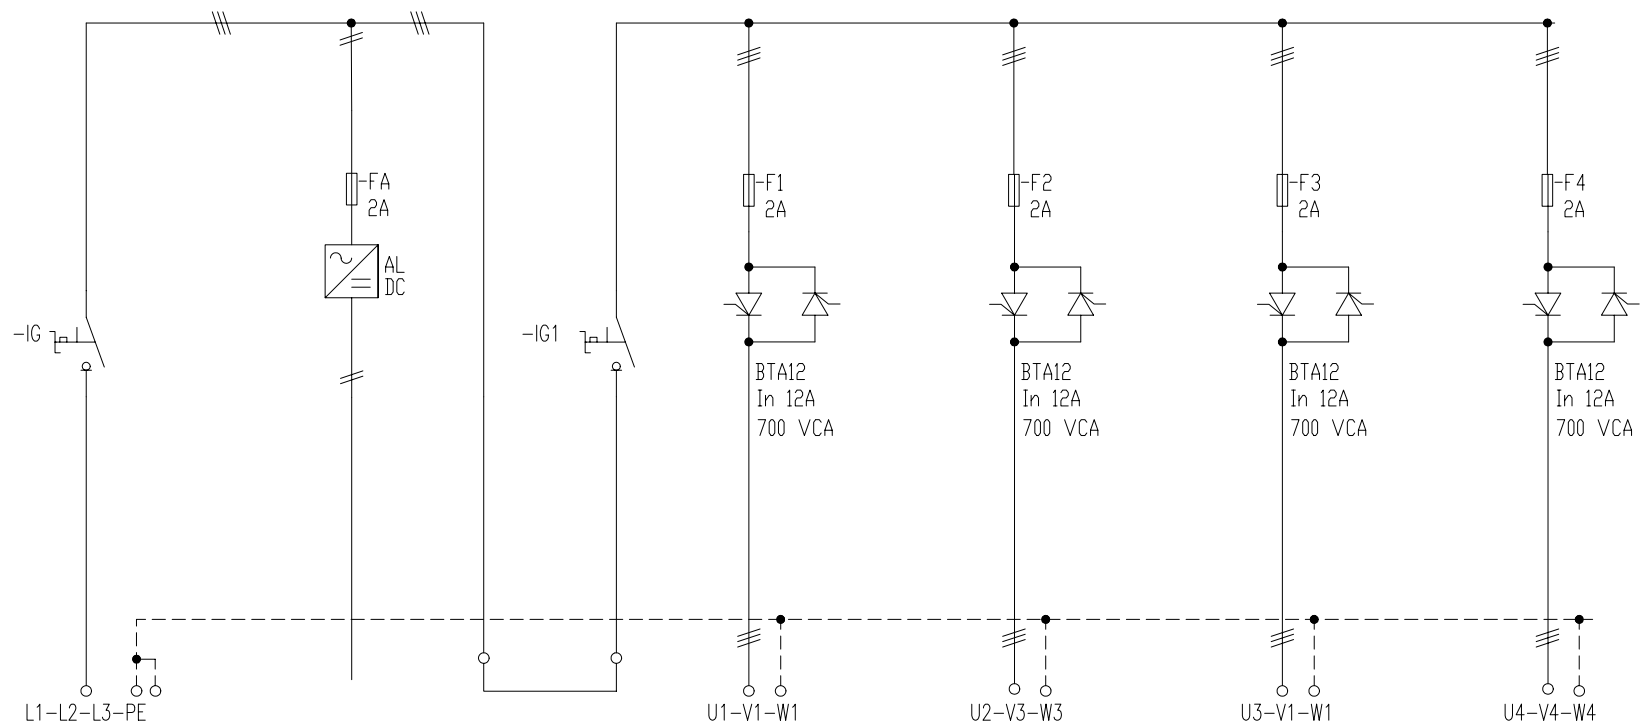 -FA
2A
-F1
2A
-F2
2A
-F3
2A
-F4
2A
AL
DC
-IG
-IG1
BTA12
In 12A
700 VCA
BTA12
In 12A
700 VCA
BTA12
In 12A
700 VCA
BTA12
In 12A
700 VCA
L1-L2-L3-PE
U1-V1-W1
U2-V3-W3
U3-V1-W1
U4-V4-W4